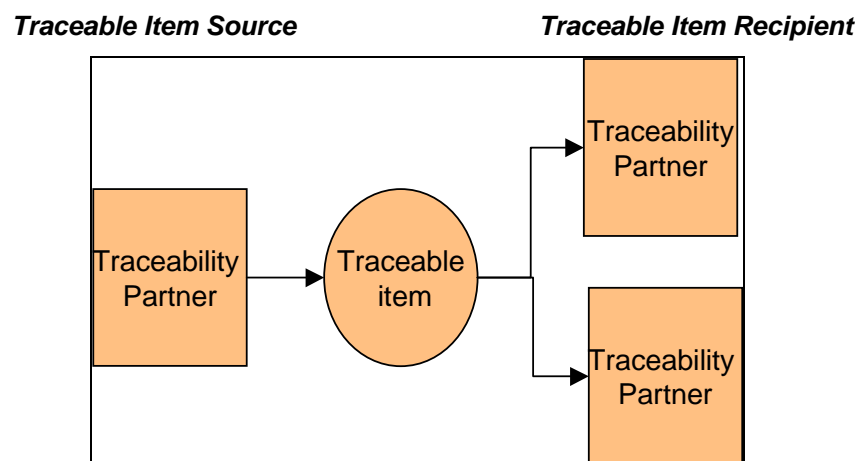 Traceable Item Source
Traceable Item Recipient
Traceability
Partner
Traceability
Partner
Traceable
item
Traceability
Partner